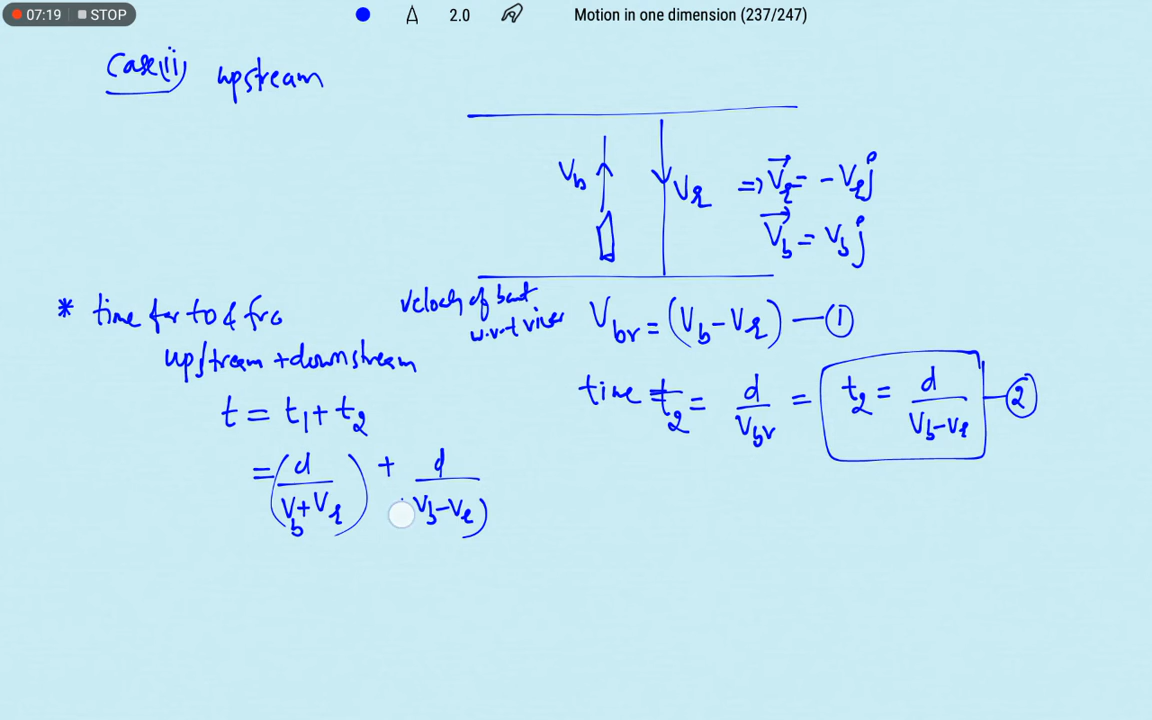 07:19 STOP
2.0
Motion in one dimension (237/247)
Case(ii) upstream
Vb
Vr
=> V⃗r = -Vr j
V⃗b = Vb j
velocity of boat
w.r.t river
Vbr = (Vb-Vr) —①
* time for to & fro
upstream + downstream
time t2 = d/Vbr = t2 = d/(Vb-Vr) —②
t = t1 + t2
= (d/(Vb+Vr)) + d/(Vb-Vr)